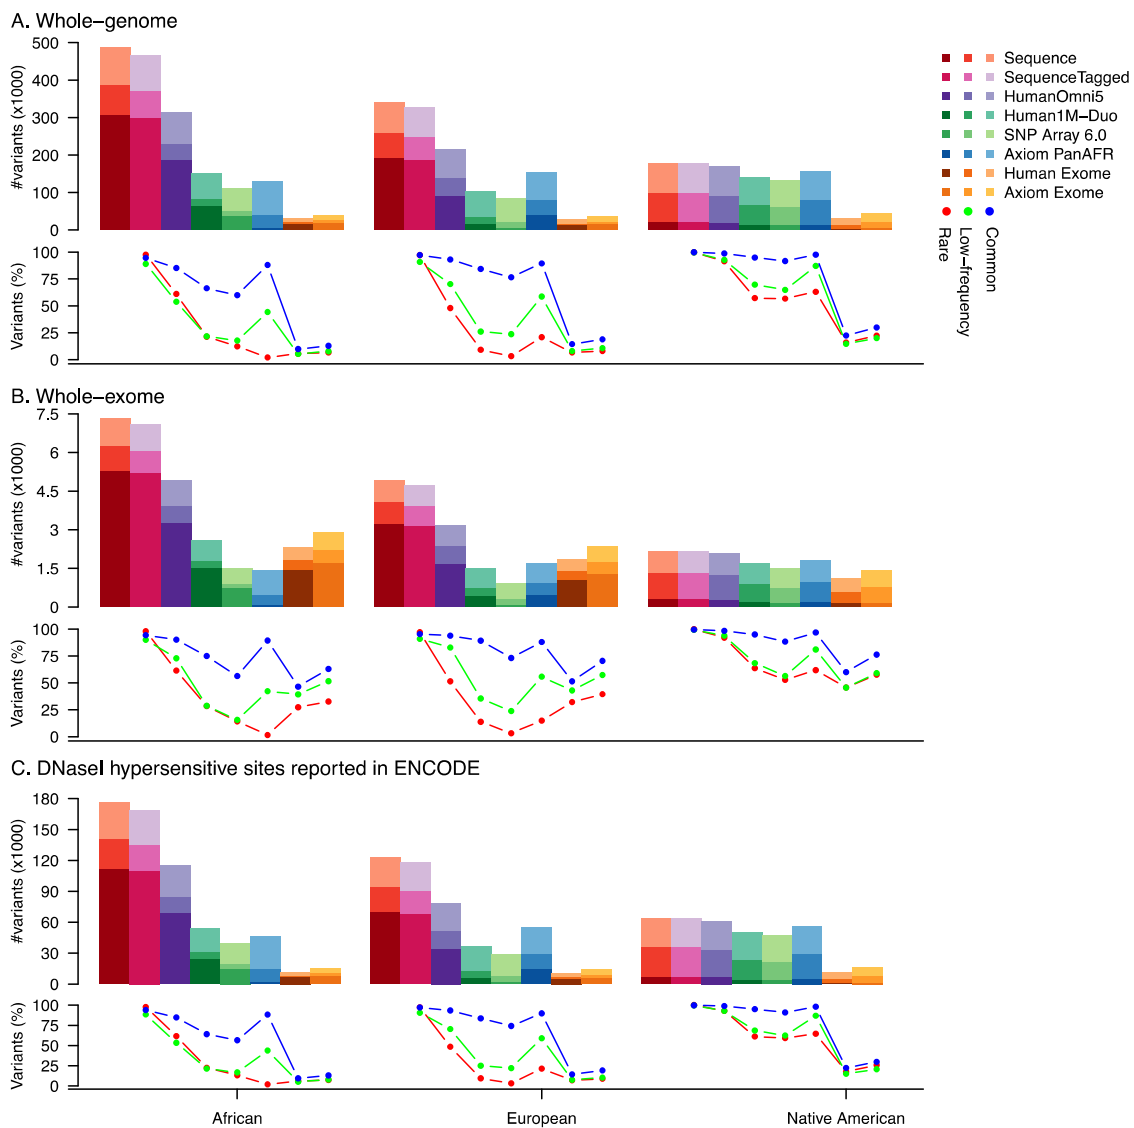 A. Whole−genome
500
400
300
200
100
0
#variants (x1000)
100
75
50
25
0
Variants (%)
Sequence
SequenceTagged
HumanOmni5
Human1M−Duo
SNP Array 6.0
Axiom PanAFR
Human Exome
Axiom Exome
Rare
Low−frequency
Common
B. Whole−exome
7.5
6
4.5
3
1.5
0
#variants (x1000)
100
75
50
25
0
Variants (%)
C. DNaseI hypersensitive sites reported in ENCODE
180
150
120
90
60
30
0
#variants (x1000)
100
75
50
25
0
Variants (%)
African
European
Native American